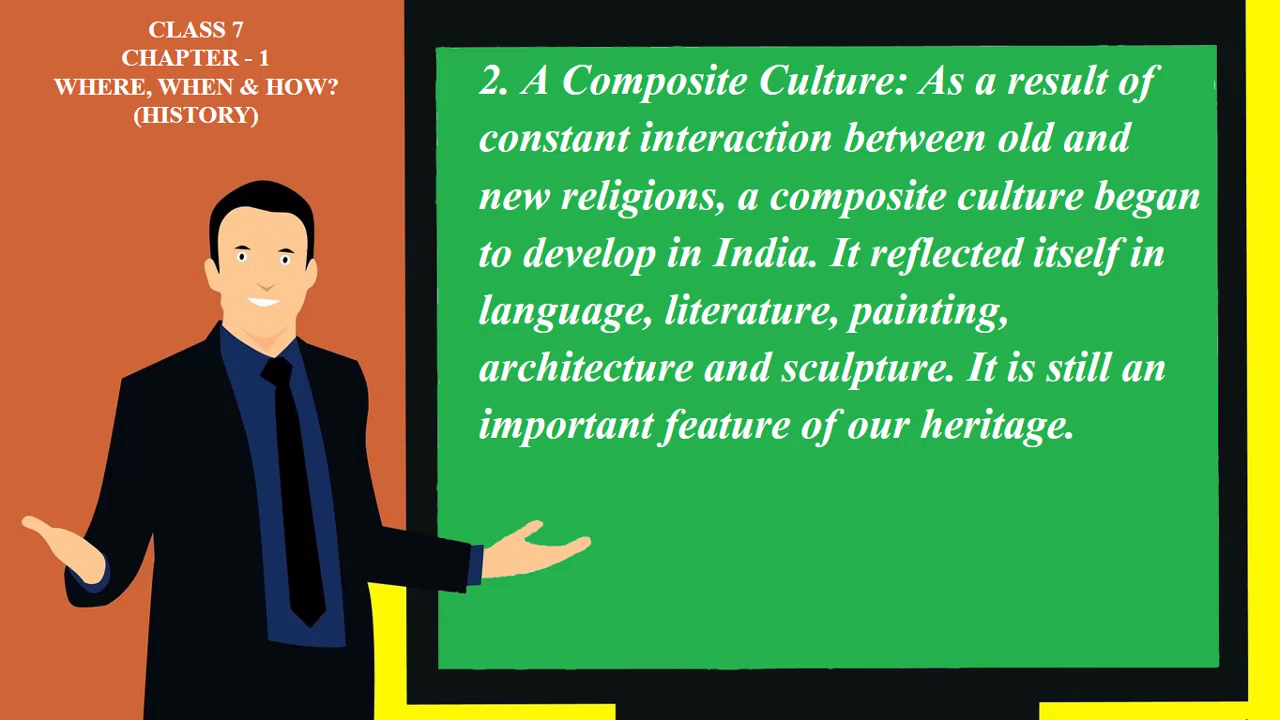 CLASS 7
CHAPTER - 1
WHERE, WHEN & HOW?
(HISTORY)
2. A Composite Culture: As a result of
constant interaction between old and
new religions, a composite culture began
to develop in India. It reflected itself in
language, literature, painting,
architecture and sculpture. It is still an
important feature of our heritage.